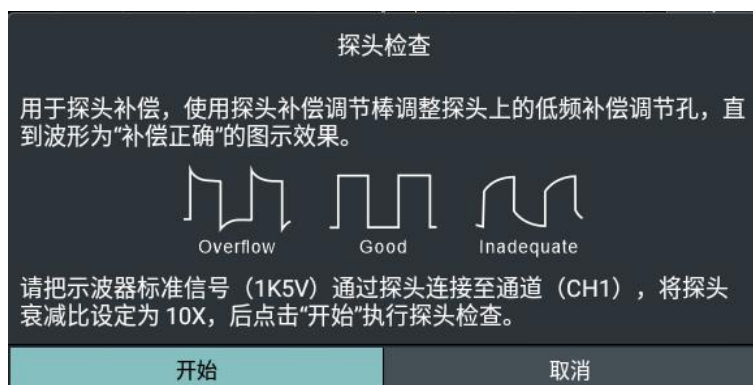 探头检查
用于探头补偿，使用探头补偿调节棒调整探头上的低频补偿调节孔，直
到波形为“补偿正确”的图示效果。
Overflow Good Inadequate
请把示波器标准信号（1K5V）通过探头连接至通道（CH1），将探头
衰减比设定为 10X，后点击“开始”执行探头检查。
开始 取消